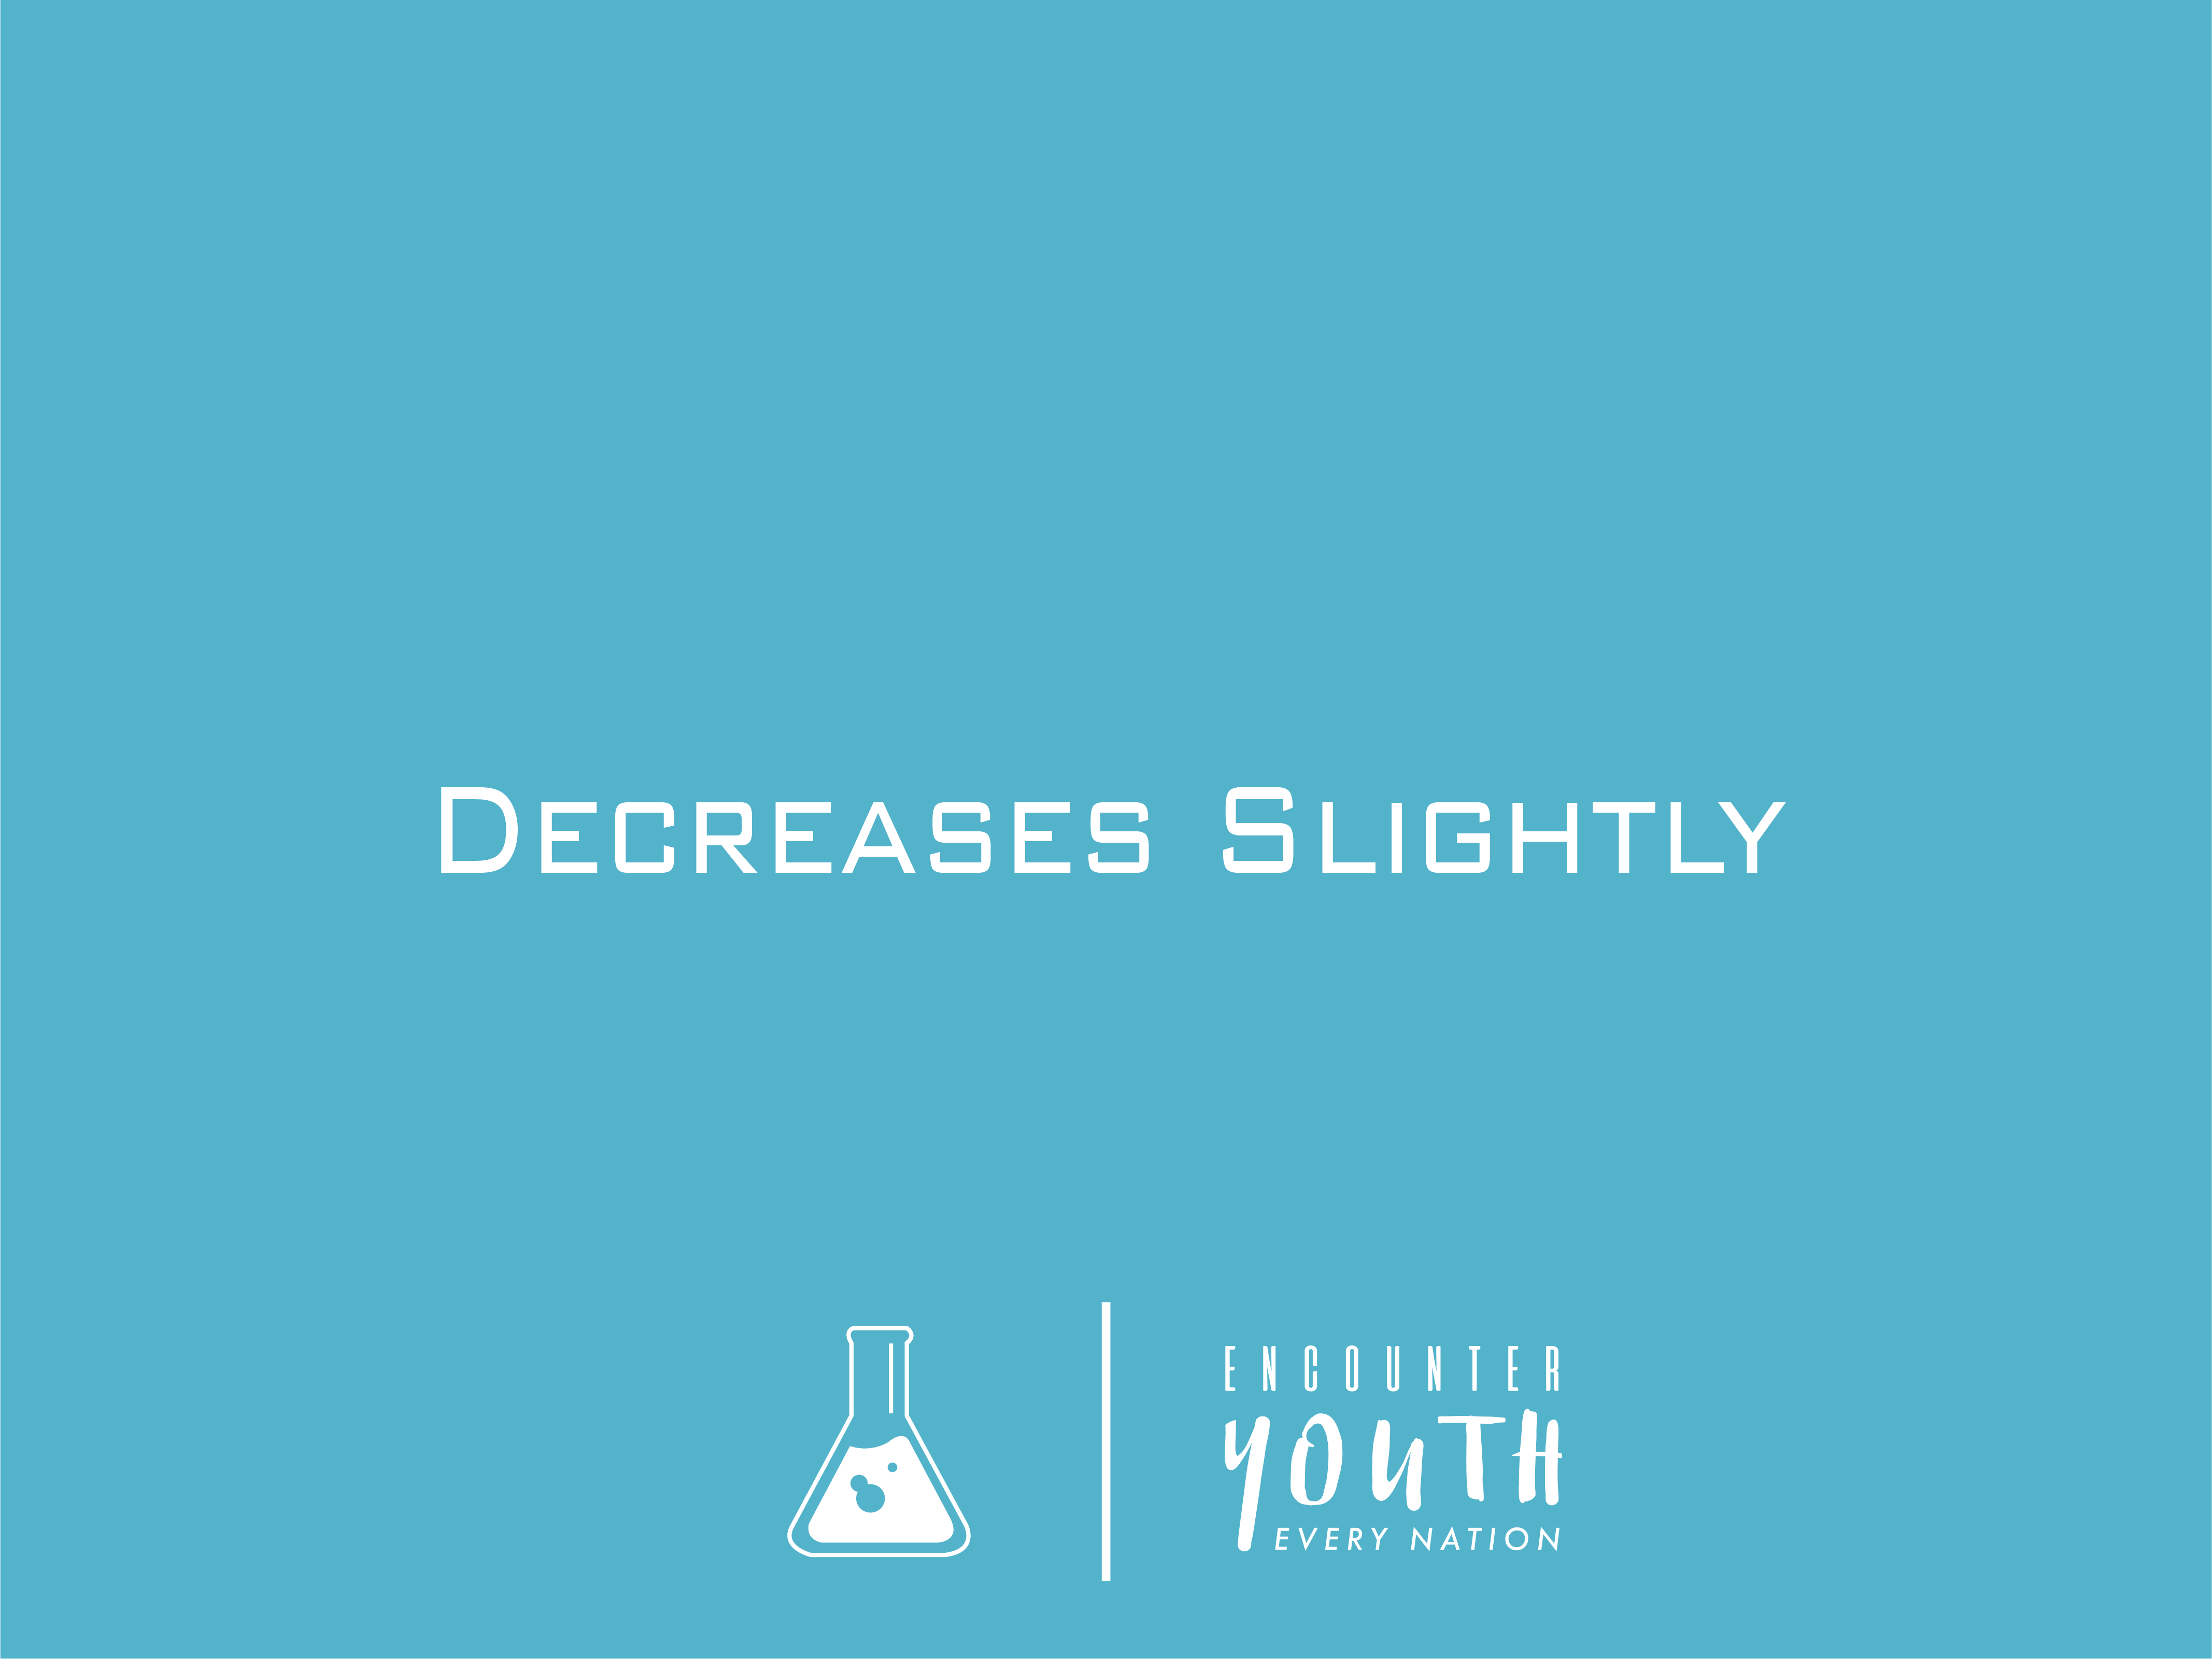 Decreases Slightly
ENCOUNTER
YOUTH
EVERY NATION